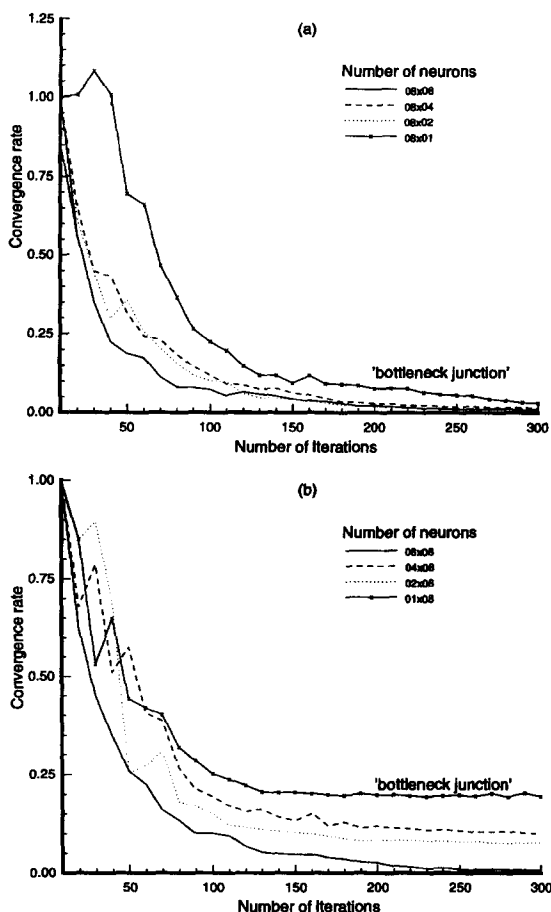 (a)
1.25
1.00
0.75
0.50
0.25
0.00
Convergence rate
Number of neurons
08x08
08x04
08x02
08x01
'bottleneck junction'
50
100
150
200
250
300
Number of Iterations
(b)
1.00
0.75
0.50
0.25
0.00
Convergence rate
Number of neurons
08x08
04x08
02x08
01x08
'bottleneck junction'
50
100
150
200
250
300
Number of Iterations